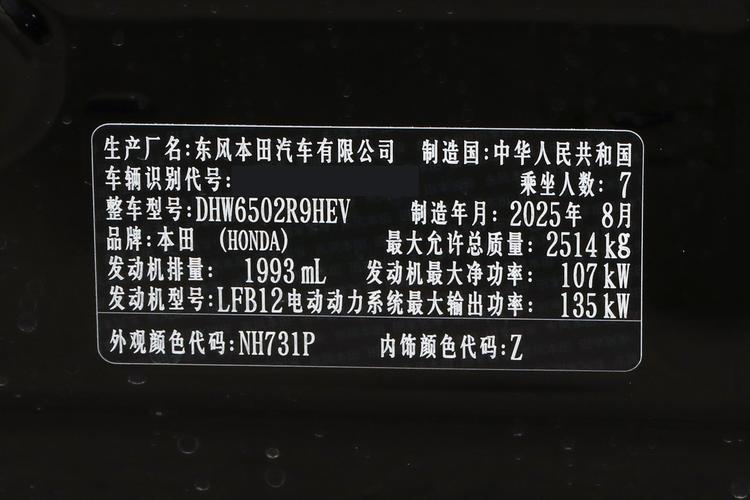 生产厂名:东风本田汽车有限公司 制造国:中华人民共和国
车辆识别代号: 乘坐人数: 7
整车型号:DHW6502R9HEV 制造年月: 2025年 8月
品牌:本田 (HONDA) 最大允许总质量: 2514 kg
发动机排量: 1993 mL 发动机最大净功率: 107 kW
发动机型号:LFB12 电动动力系统最大输出功率: 135 kW
外观颜色代码:NH731P 内饰颜色代码:Z